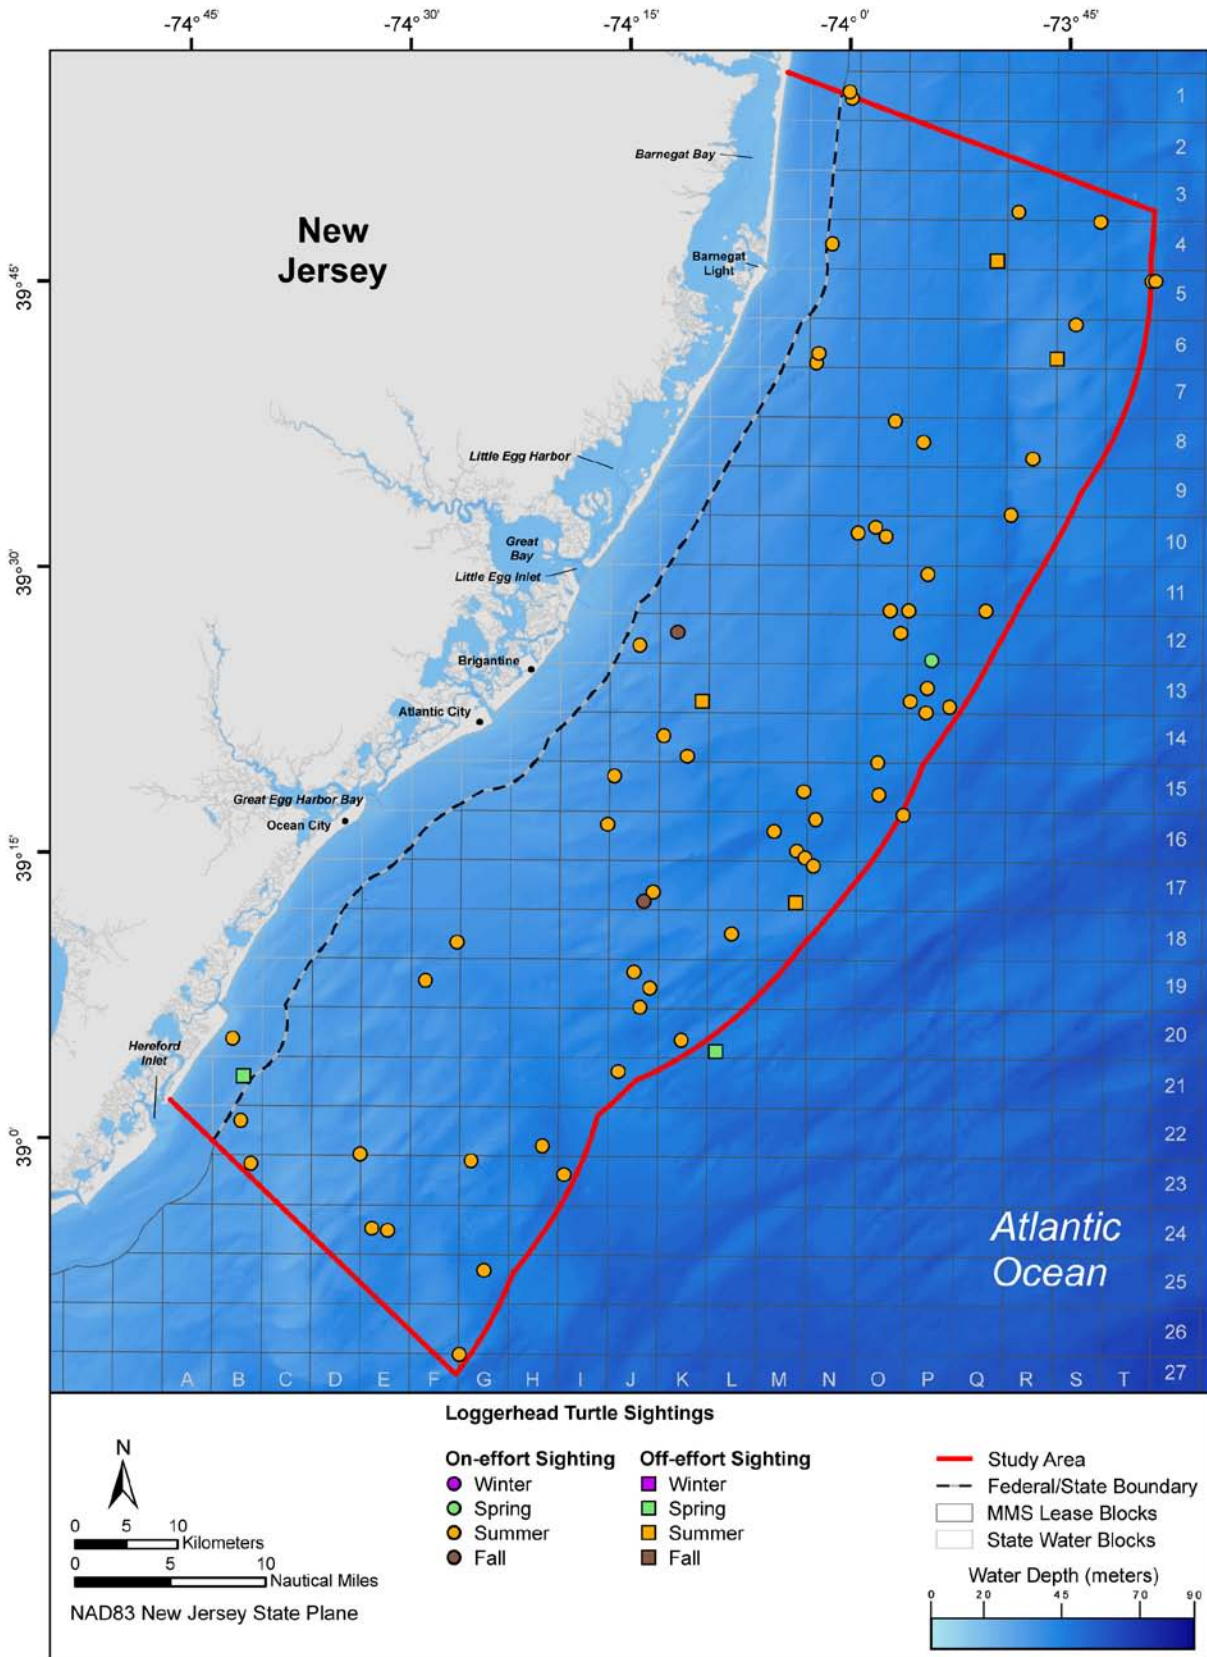 -74° 45'
-74° 30'
-74° 15'
-74° 0'
-73° 45'
1
2
Barnegat Bay
3
New
Jersey
4
Barnegat
Light
39° 45'
5
6
7
8
Little Egg Harbor
9
10
Great
Bay
39° 30'
Little Egg Inlet
11
12
Brigantine
13
Atlantic City
14
15
Great Egg Harbor Bay
Ocean City
16
39° 15'
17
18
19
20
Hereford
Inlet
21
39° 0'
22
23
24
Atlantic
Ocean
25
26
27
A B C D E F G H I J K L M N O P Q R S T
Loggerhead Turtle Sightings
On-effort Sighting
Winter
Spring
Summer
Fall
Off-effort Sighting
Winter
Spring
Summer
Fall
Study Area
Federal/State Boundary
MMS Lease Blocks
State Water Blocks
Water Depth (meters)
0 20 45 70 90
N
0 5 10
Kilometers
0 5 10
Nautical Miles
NAD83 New Jersey State Plane